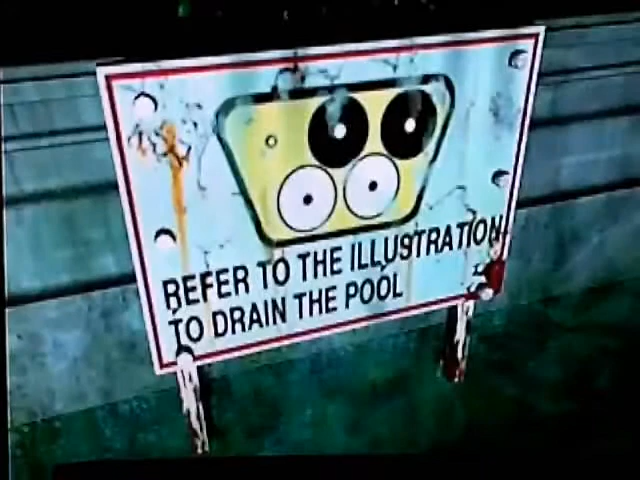 REFER TO THE ILLUSTRATION
TO DRAIN THE POOL